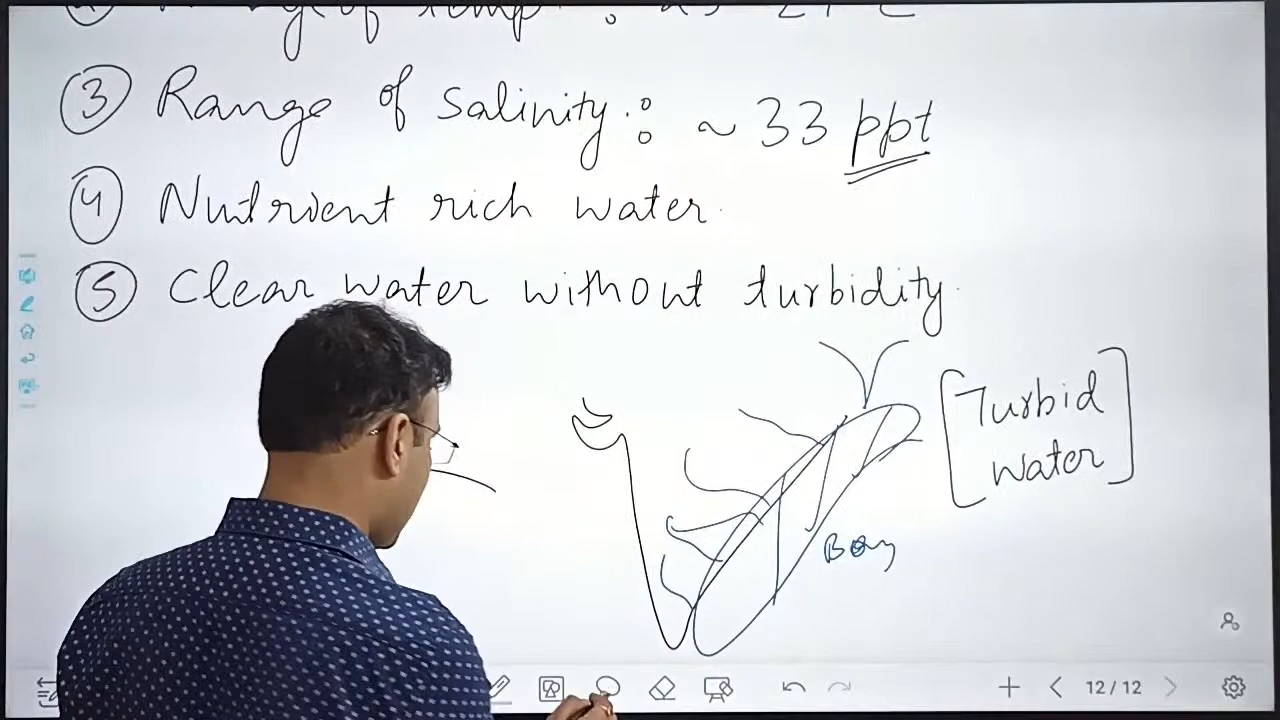 ③ Range of salinity : ~ 33 ppt
④ Nutrient rich water
⑤ Clear water without turbidity
Turbid
water
12/12